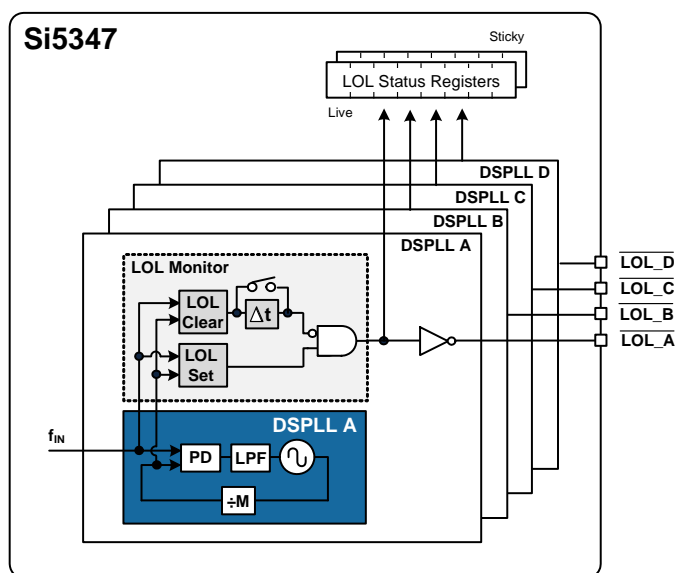 Si5347
Sticky
LOL Status Registers
Live
DSPLL D
DSPLL C
DSPLL B
DSPLL A
LOL Monitor
LOL
Clear
Δt
LOL
Set
LOL_D
LOL_C
LOL_B
LOL_A
DSPLL A
fIN
PD
LPF
÷M